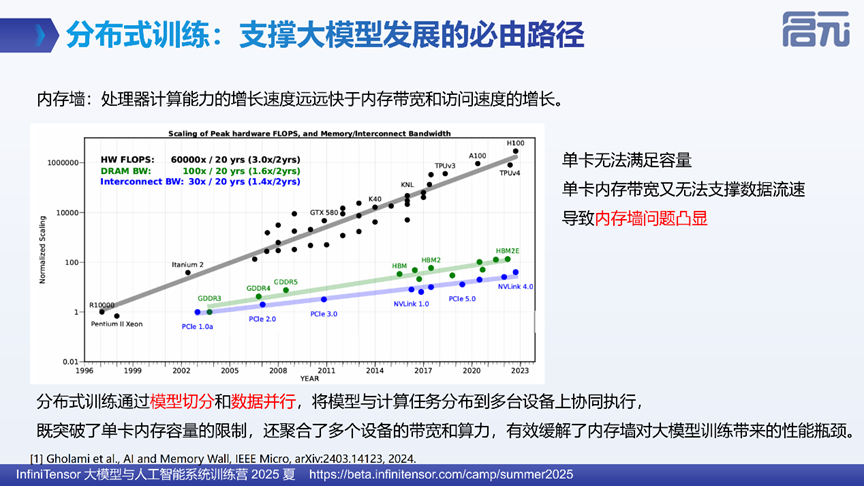 分布式训练：支撑大模型发展的必由路径
启元
内存墙：处理器计算能力的增长速度远远快于内存带宽和访问速度的增长。
Scaling of Peak hardware FLOPS, and Memory/Interconnect Bandwidth
HW FLOPS: 60000x / 20 yrs (3.0x/2yrs)
DRAM BW: 100x / 20 yrs (1.6x/2yrs)
Interconnect BW: 30x / 20 yrs (1.4x/2yrs)
Normalized Scaling
1000000
10000
100
1
0.01
R10000
Pentium II Xeon
Itanium 2
GTX 580
K40
KNL
TPUv3
A100
H100
TPUv4
GDDR3
GDDR4
GDDR5
HBM
HBM2
HBM2E
PCIe 1.0a
PCIe 2.0
PCIe 3.0
NVLink 1.0
PCIe 5.0
NVLink 4.0
1996
1999
2002
2005
2008
2011
2014
2017
2020
2023
YEAR
单卡无法满足容量
单卡内存带宽又无法支撑数据流速
导致内存墙问题凸显
分布式训练通过模型切分和数据并行，将模型与计算任务分布到多台设备上协同执行，
既突破了单卡内存容量的限制，还聚合了多个设备的带宽和算力，有效缓解了内存墙对大模型训练带来的性能瓶颈。
[1] Gholami et al., AI and Memory Wall, IEEE Micro, arXiv:2403.14123, 2024.
InfiniTensor 大模型与人工智能系统训练营 2025 夏 https://beta.infinitensor.com/camp/summer2025